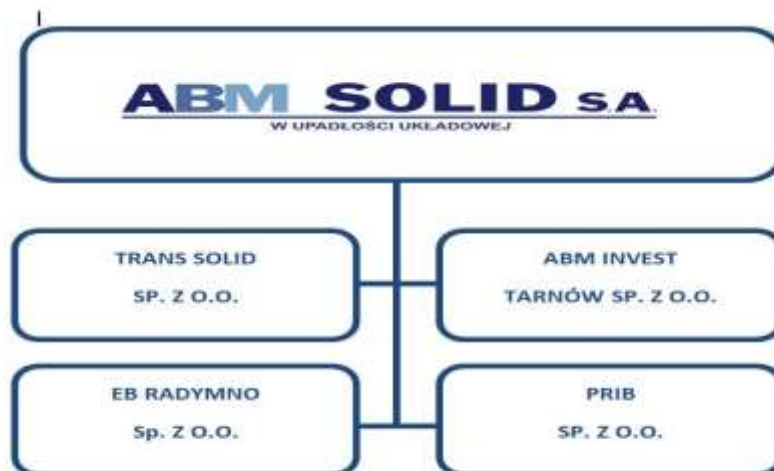 ABM SOLID S.A.
W UPADŁOŚCI UKŁADOWEJ
TRANS SOLID
SP. Z O.O.
ABM INVEST
TARNÓW SP. Z O.O.
EB RADYMNO
Sp. Z O.O.
PRIB
SP. Z O.O.